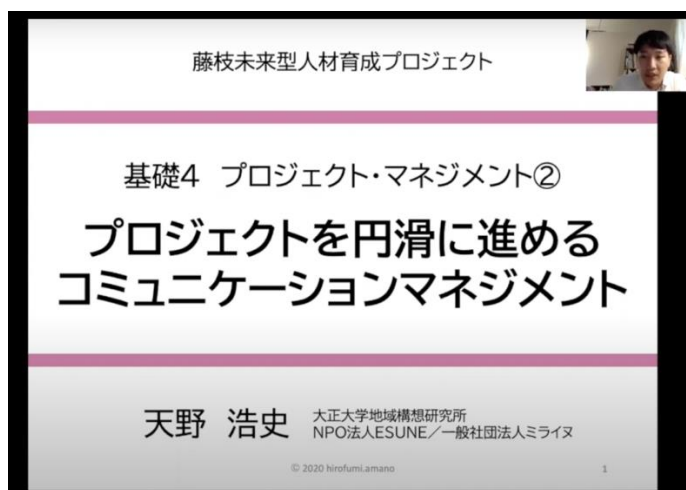 藤枝未来型人材育成プロジェクト
基礎4 プロジェクト・マネジメント②
プロジェクトを円滑に進める
コミュニケーションマネジメント
天野 浩史 大正大学地域構想研究所
NPO法人ESUNE／一般社団法人ミライヌ
© 2020 hirofumi.amano 1